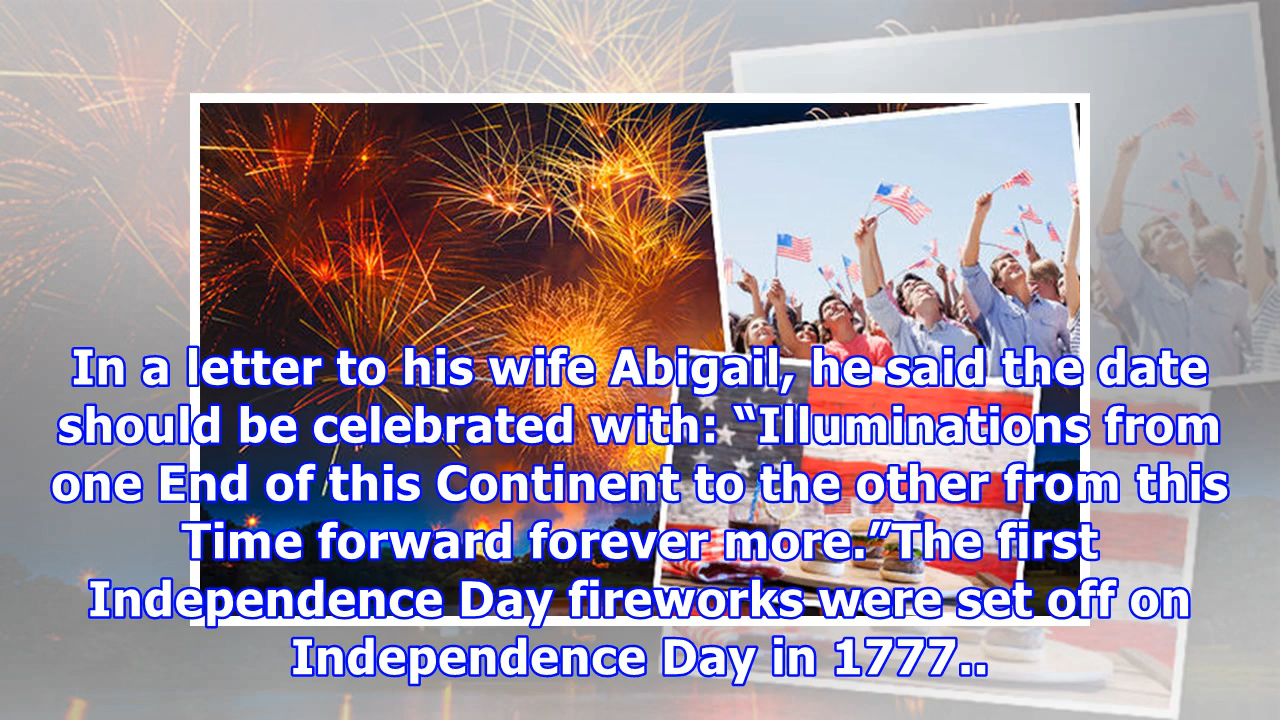 In a letter to his wife Abigail, he said the date
should be celebrated with: “Illuminations from
one End of this Continent to the other from this
Time forward forever more.”The first
Independence Day fireworks were set off on
Independence Day in 1777..